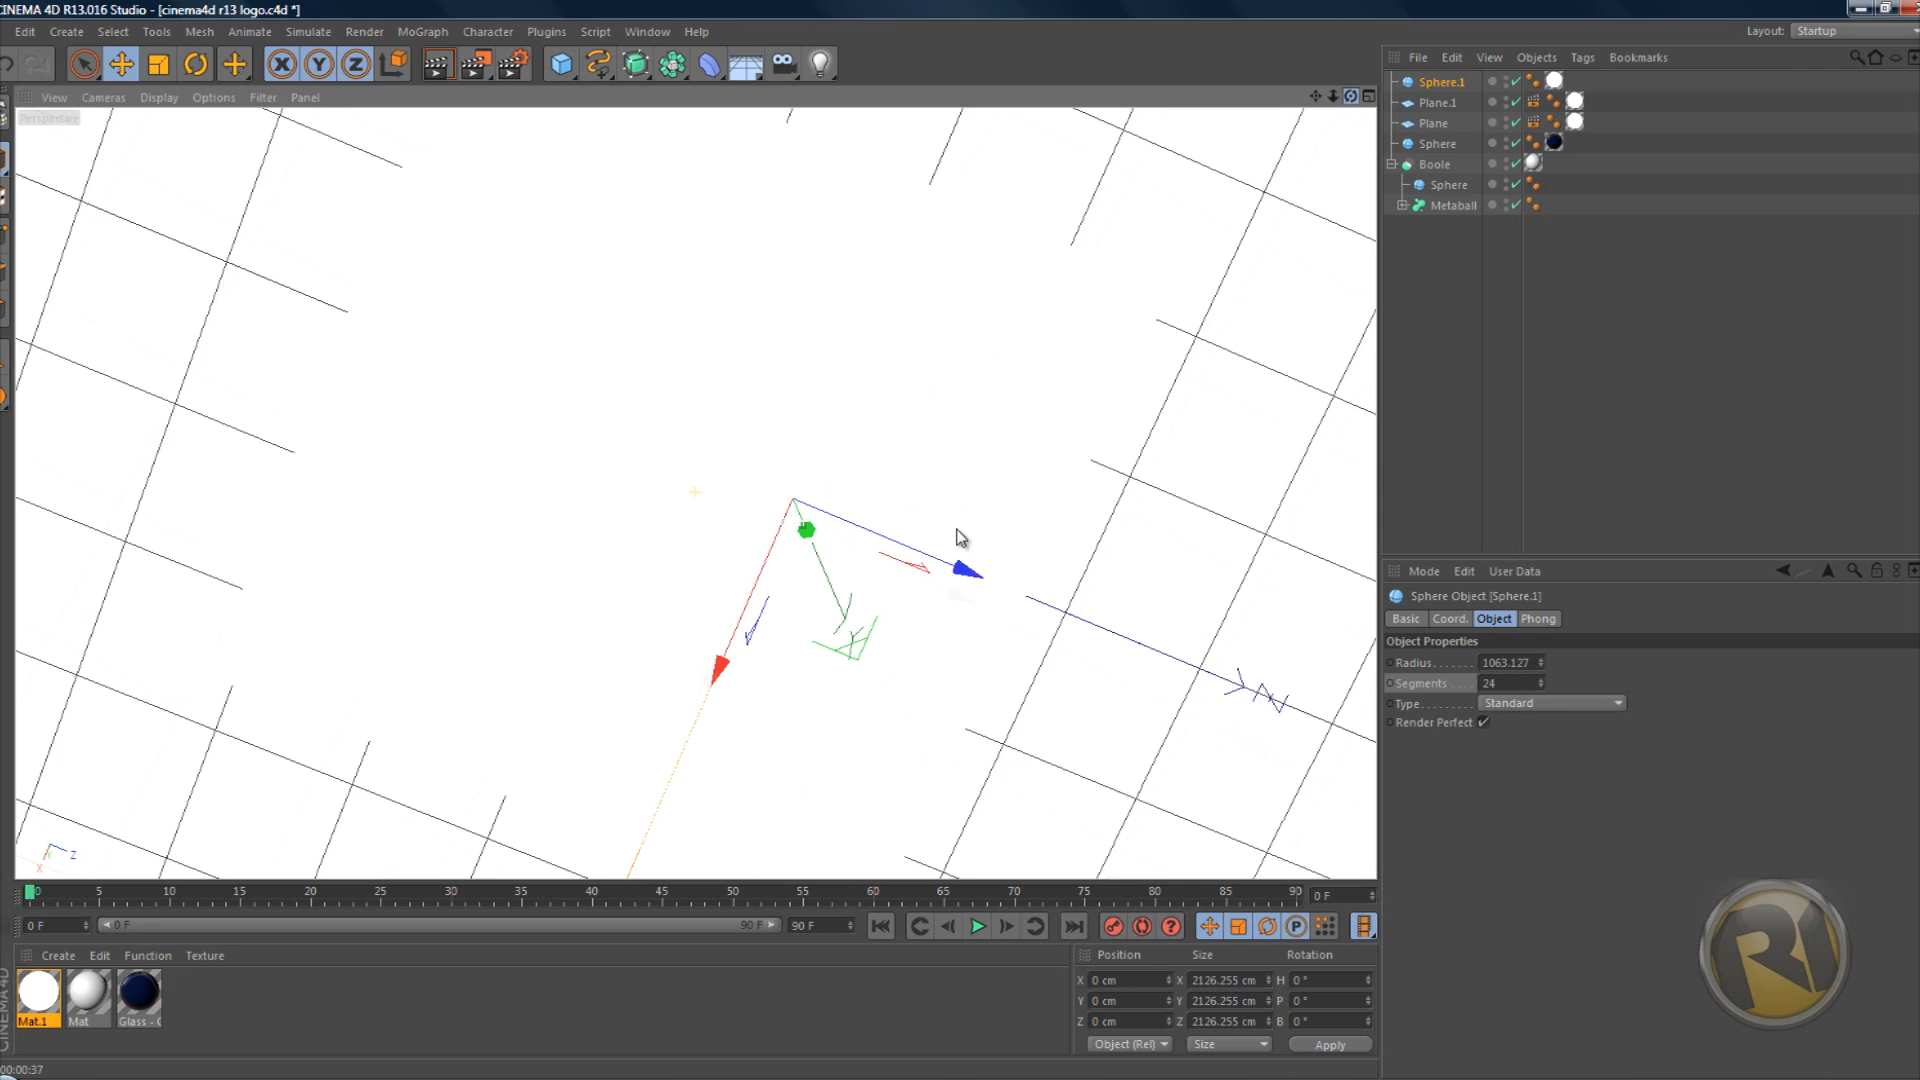 CINEMA 4D R13.016 Studio - [cinema4d r13 logo.c4d *]
Edit Create Select Tools Mesh Animate Simulate Render MoGraph Character Plugins Script Window Help
Layout: Startup
X Y Z
File Edit View Objects Tags Bookmarks
View Cameras Display Options Filter Panel
Perspective
Sphere.1
Plane.1
Plane
Sphere
Boole
Sphere
Metaball
Mode Edit User Data
Sphere Object [Sphere.1]
Basic Coord. Object Phong
Object Properties
Radius 1063.127
Segments 24
Type Standard
Render Perfect
Y
Z
X
0 5 10 15 20 25 30 35 40 45 50 55 60 65 70 75 80 85 90 0 F
0 F 0 F 90 F 90 F
P
Create Edit Function Texture
Position Size Rotation
X 0 cm X 2126.255 cm H 0 °
Y 0 cm Y 2126.255 cm P 0 °
Z 0 cm Z 2126.255 cm B 0 °
Object (Rel) Size Apply
Mat.1 Mat Glass - C
CINEMA 4D
00:00:37